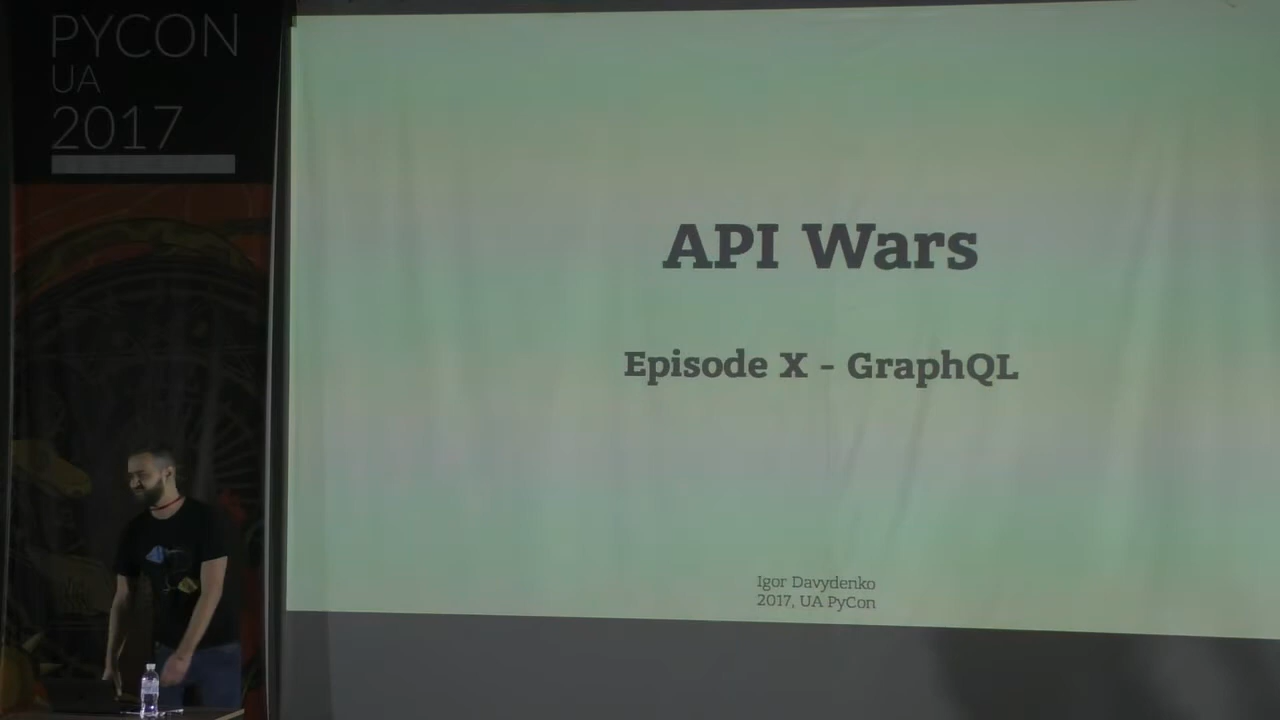 PYCON
UA
2017
API Wars
Episode X - GraphQL
Igor Davydenko
2017, UA PyCon